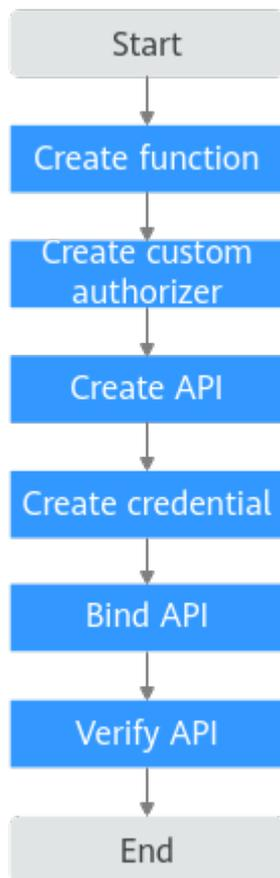 Start
Create function
Create custom
authorizer
Create API
Create credential
Bind API
Verify API
End